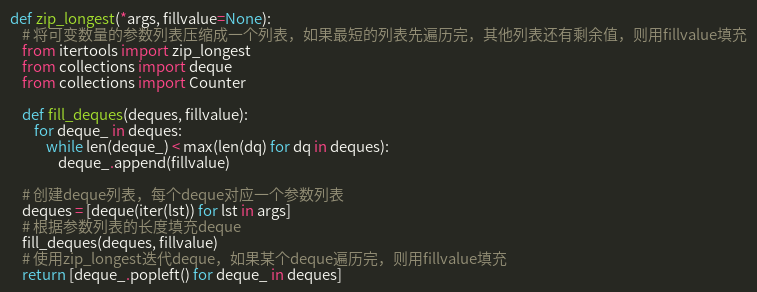 def zip_longest(*args, fillvalue=None):
    # 将可变数量的参数列表压缩成一个列表，如果最短的列表先遍历完，其他列表还有剩余值，则用fillvalue填充
    from itertools import zip_longest
    from collections import deque
    from collections import Counter

    def fill_deques(deques, fillvalue):
        for deque_ in deques:
            while len(deque_) < max(len(dq) for dq in deques):
                deque_.append(fillvalue)

    # 创建deque列表，每个deque对应一个参数列表
    deques = [deque(iter(lst)) for lst in args]
    # 根据参数列表的长度填充deque
    fill_deques(deques, fillvalue)
    # 使用zip_longest迭代deque，如果某个deque遍历完，则用fillvalue填充
    return [deque_.popleft() for deque_ in deques]